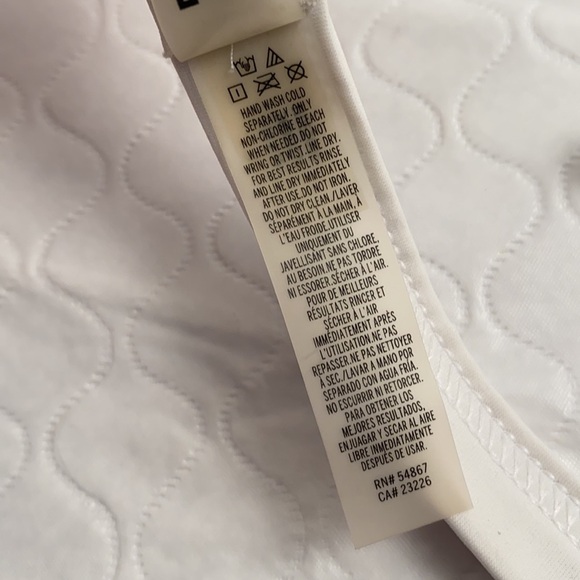 HAND WASH COLD
SEPARATELY. ONLY
NON-CHLORINE BLEACH
WHEN NEEDED DO NOT
WRING OR TWIST. LINE DRY.
FOR BEST RESULTS RINSE
AND LINE DRY IMMEDIATELY
AFTER USE.DO NOT IRON.
DO NOT DRY CLEAN./LAVER
SÉPARÉMENT À LA MAIN, À
L'EAU FROIDE.UTILISER
UNIQUEMENT DU
JAVELLISANT SANS CHLORE,
AU BESOIN.NE PAS TORDRE
NI ESSORER.SÉCHER À L'AIR.
POUR DE MEILLEURS
RÉSULTATS RINCER ET
SÉCHER À L'AIR
IMMÉDIATEMENT APRÈS
L'UTILISATION.NE PAS
REPASSER.NE PAS NETTOYER
À SEC./LAVAR A MANO POR
SEPARADO CON AGUA FRÍA.
NO ESCURRIR NI RETORCER.
PARA OBTENER LOS
MEJORES RESULTADOS,
ENJUAGAR Y SECAR AL AIRE
LIBRE INMEDIATAMENTE
DESPUÉS DE USAR.
RN# 54867
CA# 23226